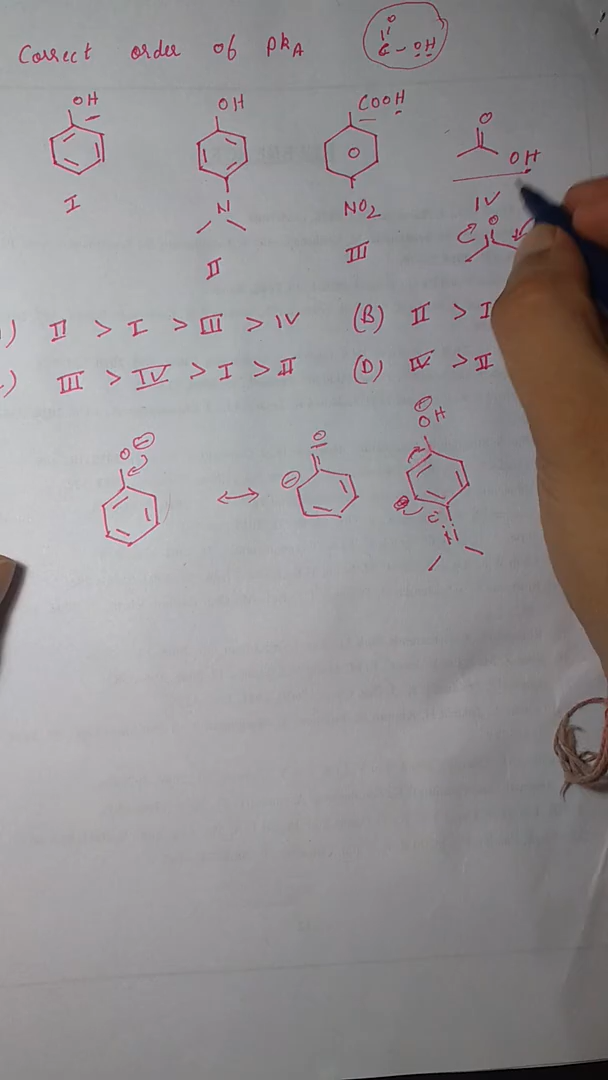 Correct order of PKA
O
C - OH
OH OH COOH O
OH
N NO2
I II III IV
O
) II > I > III > IV (B) II > I
) III > IV > I > II (D) IV > II
O⊖ O ⊕
OH
⊖ ↔
N